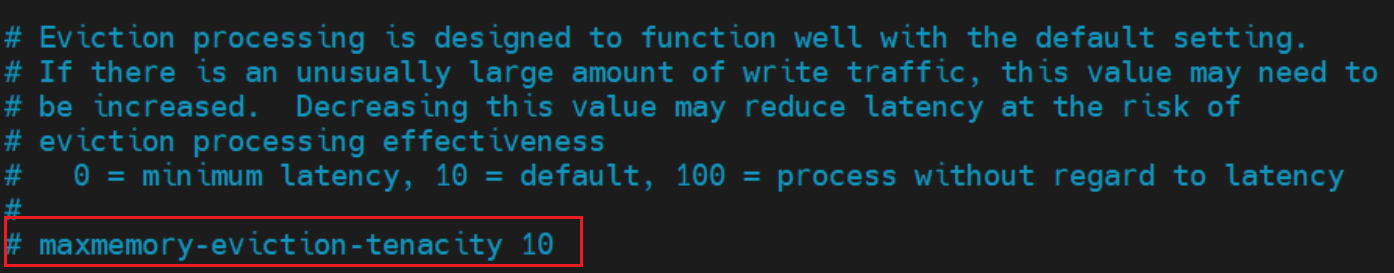 # Eviction processing is designed to function well with the default setting.
# If there is an unusually large amount of write traffic, this value may need to
# be increased.  Decreasing this value may reduce latency at the risk of
# eviction processing effectiveness
#   0 = minimum latency, 10 = default, 100 = process without regard to latency
#
# maxmemory-eviction-tenacity 10